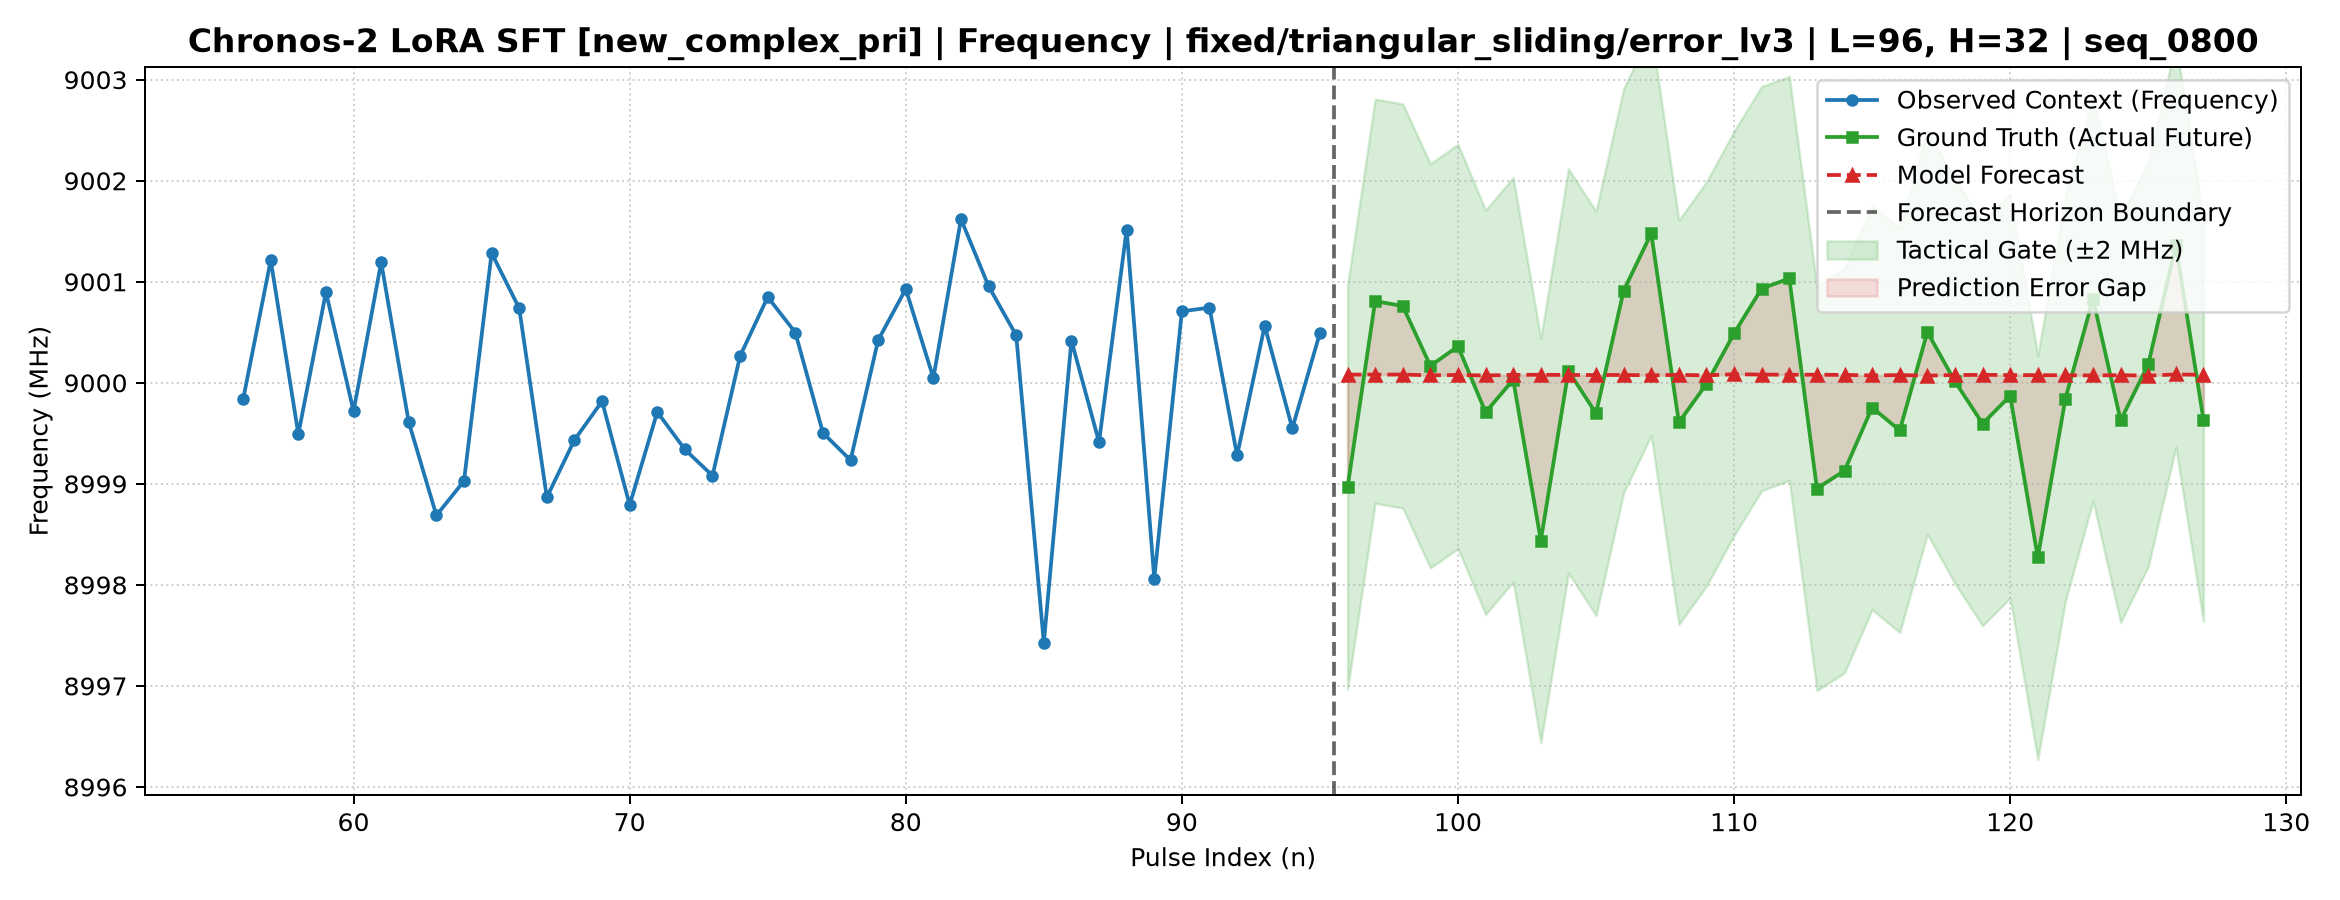 Chronos-2 LoRA SFT [new_complex_pri] | Frequency | fixed/triangular_sliding/error_lv3 | L=96, H=32 | seq_0800
Frequency (MHz)
9003
9002
9001
9000
8999
8998
8997
8996
Observed Context (Frequency)
Ground Truth (Actual Future)
Model Forecast
Forecast Horizon Boundary
Tactical Gate (±2 MHz)
Prediction Error Gap
60 70 80 90 100 110 120 130
Pulse Index (n)